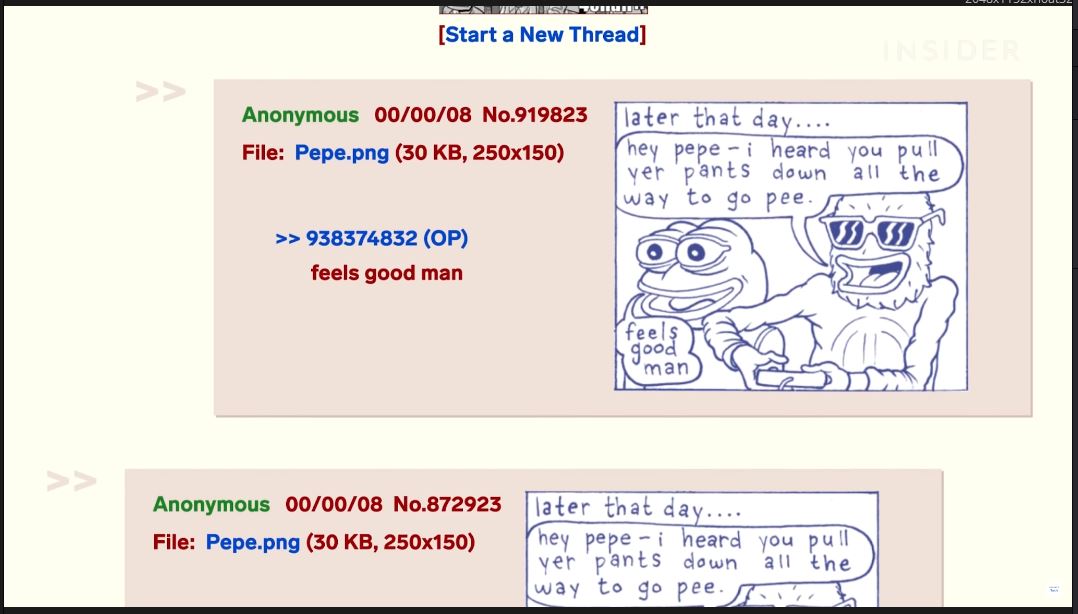 [Start a New Thread]
INSIDER
>>
Anonymous 00/00/08 No.919823
File: Pepe.png (30 KB, 250x150)
>> 938374832 (OP)
feels good man
later that day....
hey pepe – i heard you pull
yer pants down all the
way to go pee.
feels
good
man
>>
Anonymous 00/00/08 No.872923
File: Pepe.png (30 KB, 250x150)
later that day....
hey pepe – i heard you pull
yer pants down all the
way to go pee.